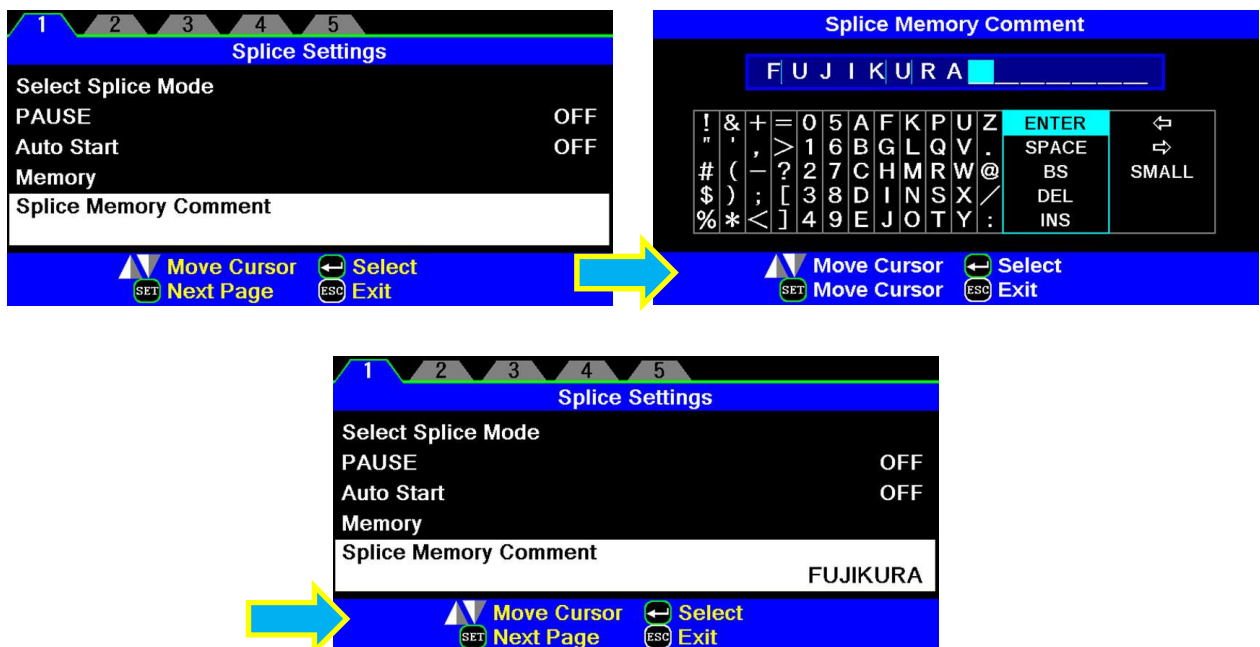 1 2 3 4 5
Splice Settings
Select Splice Mode
PAUSE OFF
Auto Start OFF
Memory
Splice Memory Comment
Move Cursor Select
SET Next Page ESC Exit
Splice Memory Comment
FUJIKURA_______
! & + = 0 5 A F K P U Z ENTER ⇦
" ' , > 1 6 B G L Q V . SPACE ⇨
# ( − ? 2 7 C H M R W @ BS SMALL
$ ) ; [ 3 8 D I N S X / DEL
% * < ] 4 9 E J O T Y : INS
Move Cursor Select
SET Move Cursor ESC Exit
1 2 3 4 5
Splice Settings
Select Splice Mode
PAUSE OFF
Auto Start OFF
Memory
Splice Memory Comment
FUJIKURA
Move Cursor Select
SET Next Page ESC Exit